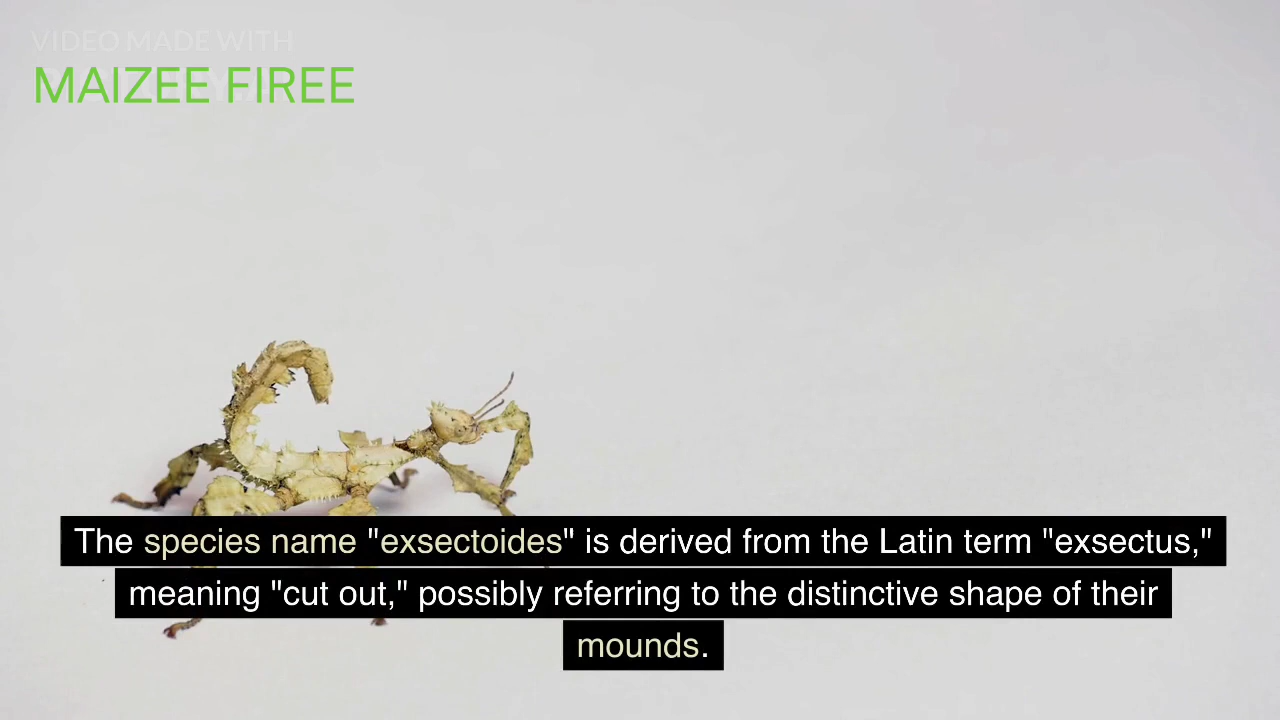 VIDEO MADE WITH
MAIZEE FIREE
The species name "exsectoides" is derived from the Latin term "exsectus,"
meaning "cut out," possibly referring to the distinctive shape of their
mounds.